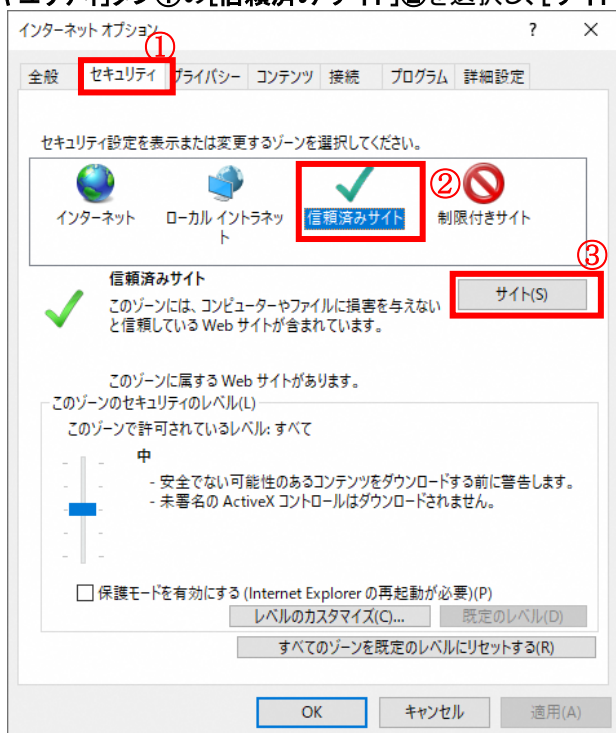 インターネット オプション
?
×
①
全般
セキュリティ
プライバシー
コンテンツ
接続
プログラム
詳細設定
セキュリティ設定を表示または変更するゾーンを選択してください。
②
インターネット
ローカル イントラネッ
ト
信頼済みサイト
制限付きサイト
③
信頼済みサイト
サイト(S)
このゾーンには、コンピューターやファイルに損害を与えない
と信頼している Web サイトが含まれています。
このゾーンに属する Web サイトがあります。
このゾーンのセキュリティのレベル(L)
このゾーンで許可されているレベル: すべて
中
- 安全でない可能性のあるコンテンツをダウンロードする前に警告します。
- 未署名の ActiveX コントロールはダウンロードされません。
保護モードを有効にする (Internet Explorer の再起動が必要)(P)
レベルのカスタマイズ(C)...
既定のレベル(D)
すべてのゾーンを既定のレベルにリセットする(R)
OK
キャンセル
適用(A)